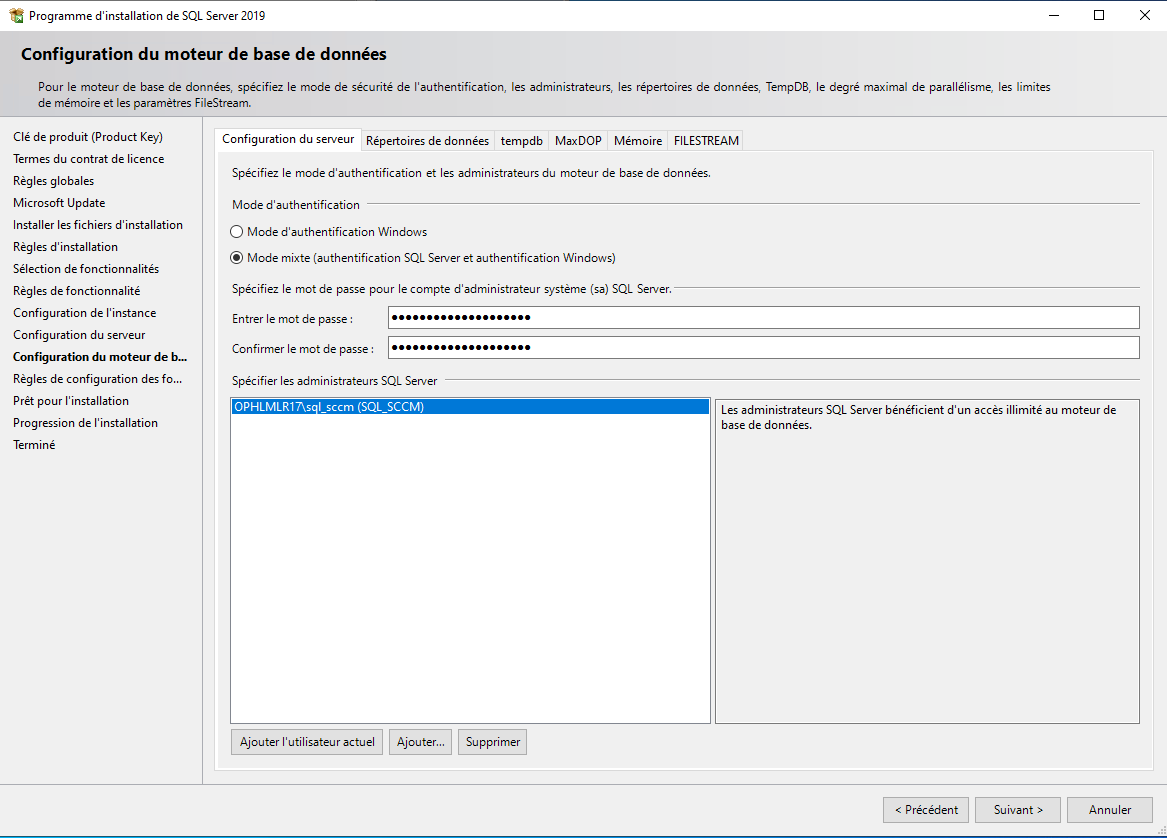 Programme d'installation de SQL Server 2019
Configuration du moteur de base de données
Pour le moteur de base de données, spécifiez le mode de sécurité de l'authentification, les administrateurs, les répertoires de données, TempDB, le degré maximal de parallélisme, les limites
de mémoire et les paramètres FileStream.
Clé de produit (Product Key)
Termes du contrat de licence
Règles globales
Microsoft Update
Installer les fichiers d'installation
Règles d'installation
Sélection de fonctionnalités
Règles de fonctionnalité
Configuration de l'instance
Configuration du serveur
Configuration du moteur de b...
Règles de configuration des fo...
Prêt pour l'installation
Progression de l'installation
Terminé
Configuration du serveur Répertoires de données tempdb MaxDOP Mémoire FILESTREAM
Spécifiez le mode d'authentification et les administrateurs du moteur de base de données.
Mode d'authentification
Mode d'authentification Windows
Mode mixte (authentification SQL Server et authentification Windows)
Spécifiez le mot de passe pour le compte d'administrateur système (sa) SQL Server.
Entrer le mot de passe : ●●●●●●●●●●●●●●●●●●●●
Confirmer le mot de passe : ●●●●●●●●●●●●●●●●●●●●
Spécifier les administrateurs SQL Server
OPHLMLR17\sql_sccm (SQL_SCCM)
Les administrateurs SQL Server bénéficient d'un accès illimité au moteur de
base de données.
Ajouter l'utilisateur actuel Ajouter... Supprimer
< Précédent Suivant > Annuler